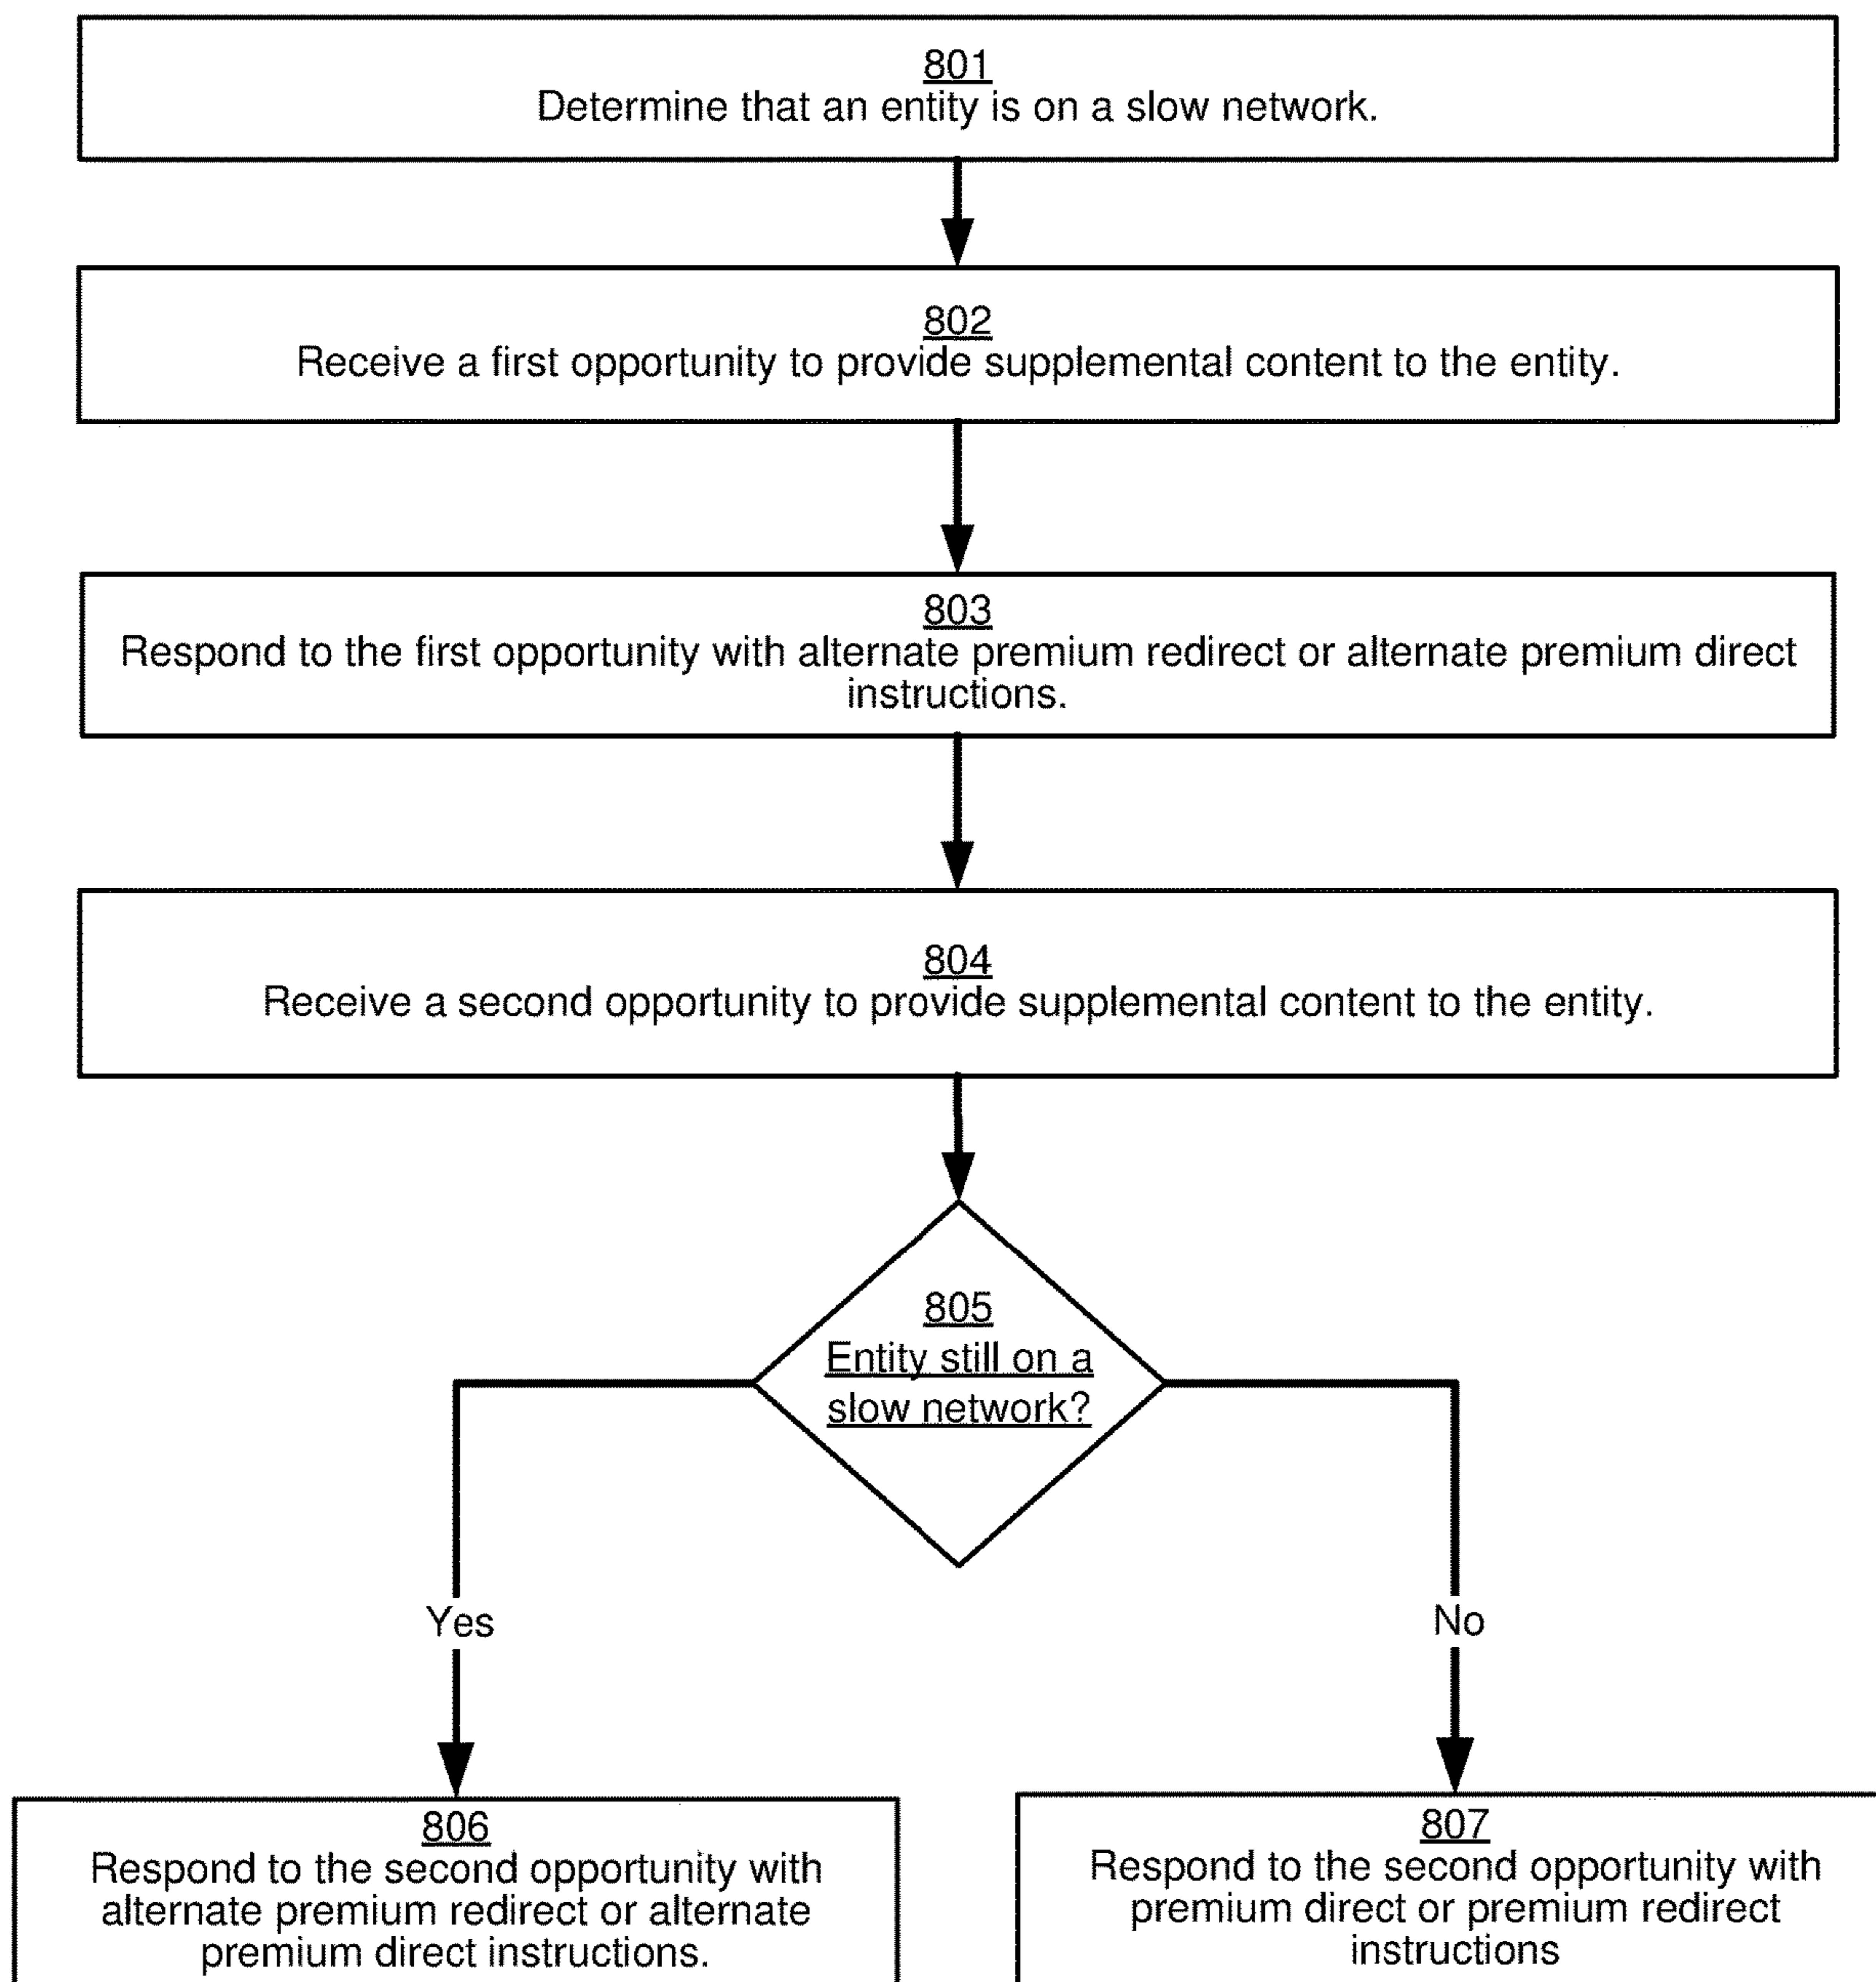 801
Determine that an entity is on a slow network.
802
Receive a first opportunity to provide supplemental content to the entity.
803
Respond to the first opportunity with alternate premium redirect or alternate premium direct
instructions.
804
Receive a second opportunity to provide supplemental content to the entity.
805
Entity still on a
slow network?
Yes
No
806
Respond to the second opportunity with
alternate premium redirect or alternate
premium direct instructions.
807
Respond to the second opportunity with
premium direct or premium redirect
instructions